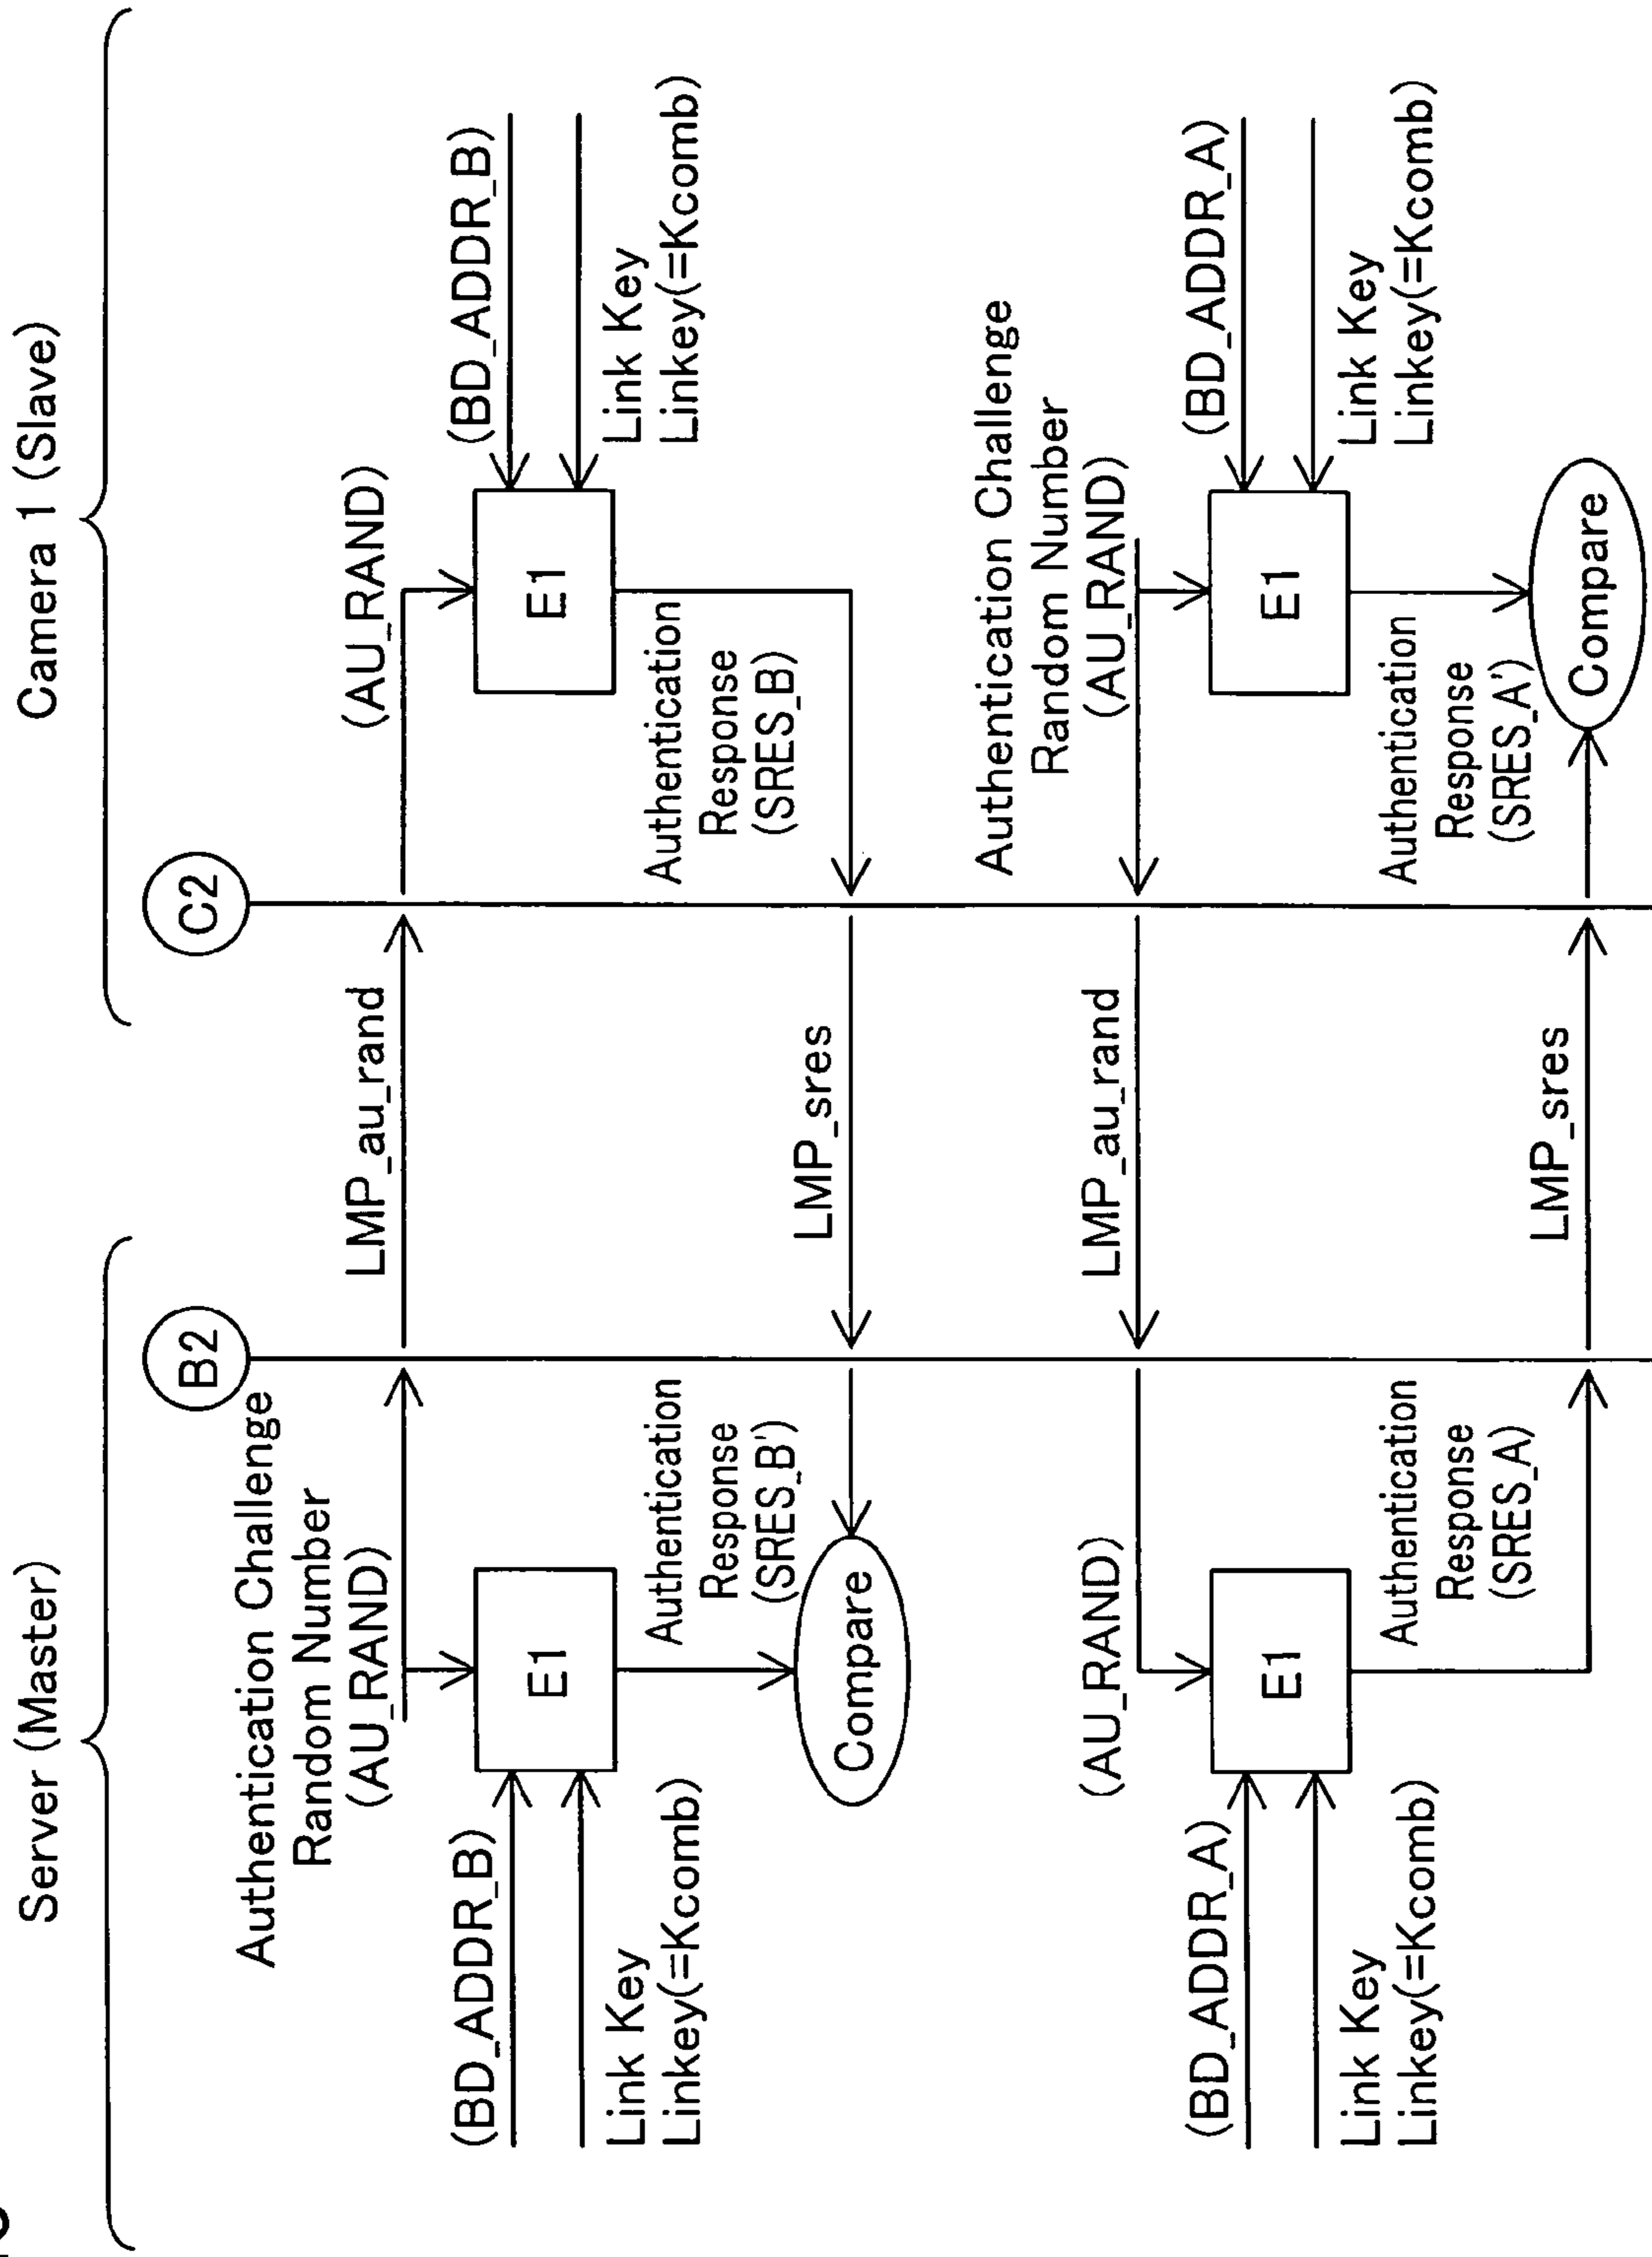 Server (Master)
Camera 1 (Slave)
B2
C2
Authentication Challenge
Random Number
(AU_RAND)
LMP_au_rand
(AU_RAND)
(BD_ADDR_B)
Link Key
Linkey(=Kcomb)
E1
E1
(BD_ADDR_B)
Link Key
Linkey(=Kcomb)
Authentication
Response
(SRES_B')
Authentication
Response
(SRES_B)
Compare
LMP_sres
(AU_RAND)
LMP_au_rand
Authentication Challenge
Random Number
(AU_RAND)
(BD_ADDR_A)
Link Key
Linkey(=Kcomb)
E1
E1
(BD_ADDR_A)
Link Key
Linkey(=Kcomb)
Authentication
Response
(SRES_A)
Authentication
Response
(SRES_A')
LMP_sres
Compare